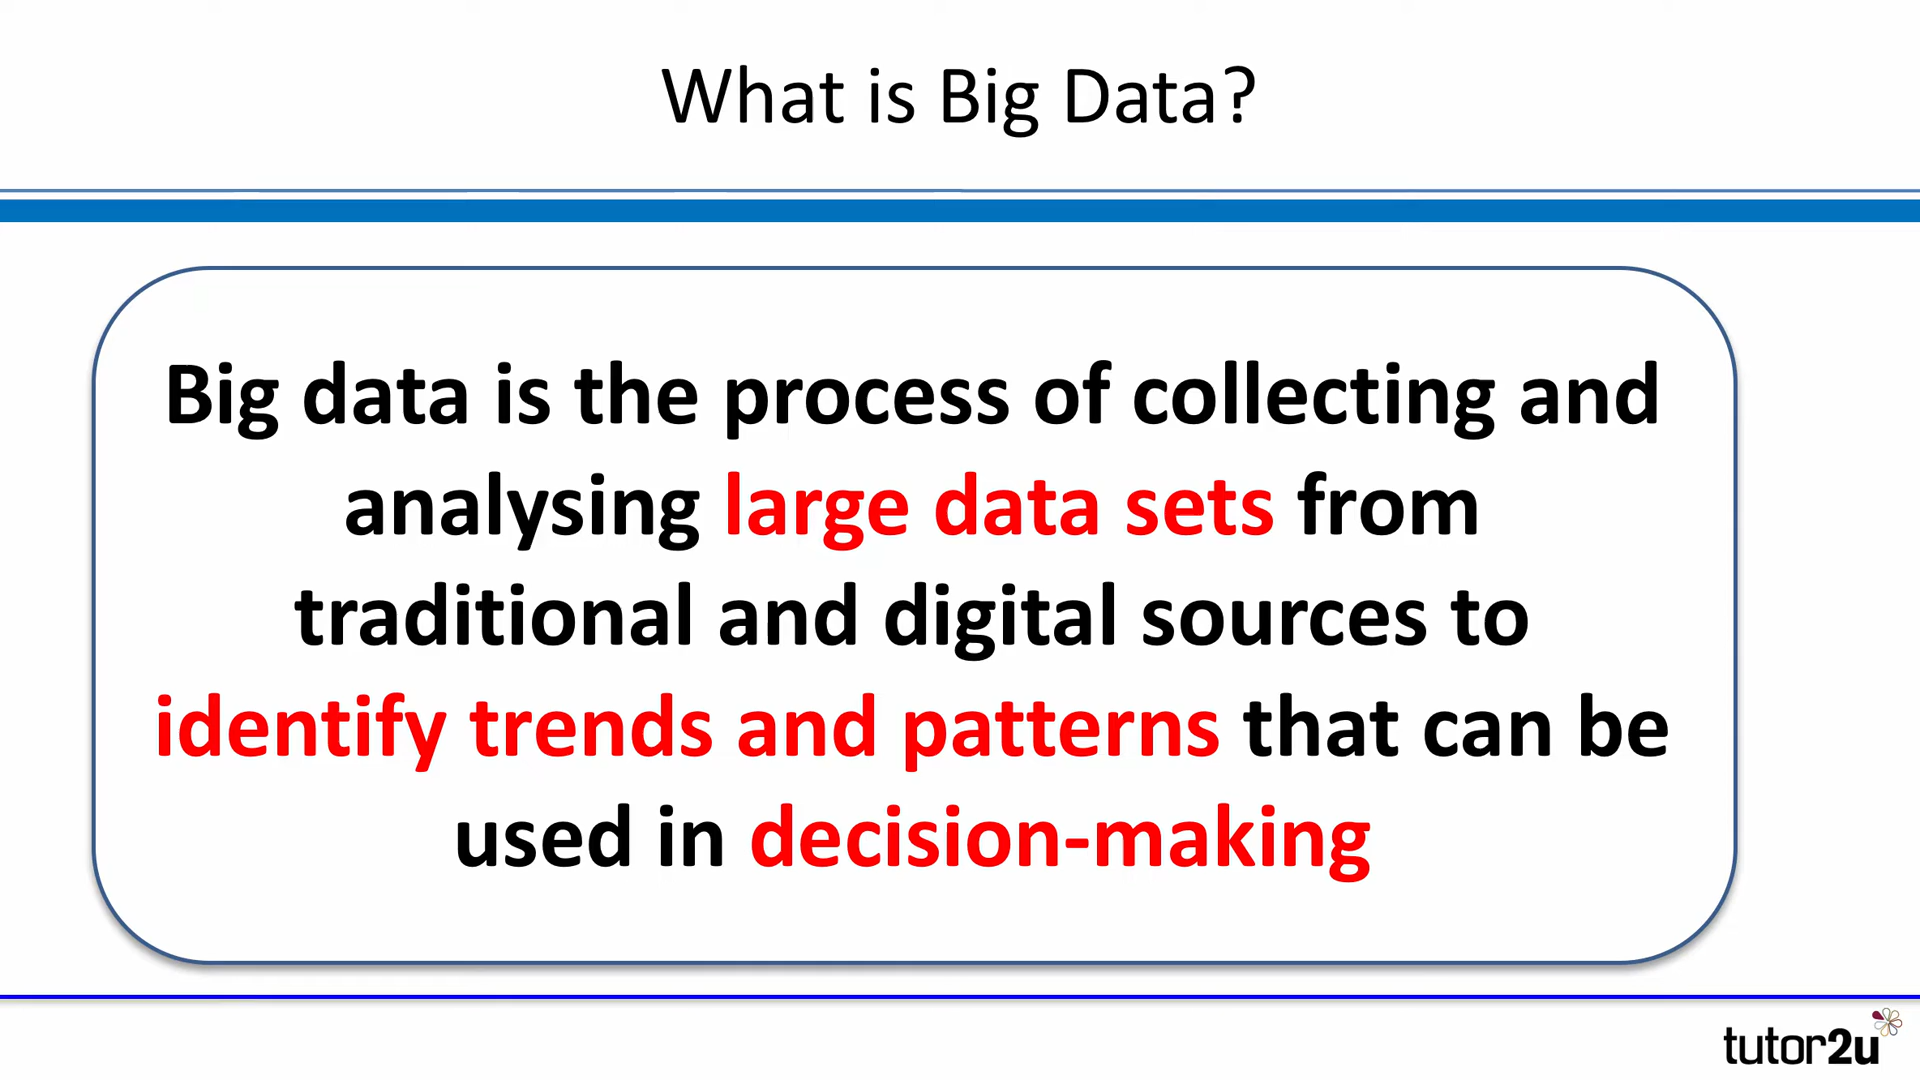 What is Big Data?
Big data is the process of collecting and
analysing large data sets from
traditional and digital sources to
identify trends and patterns that can be
used in decision-making
tutor2u